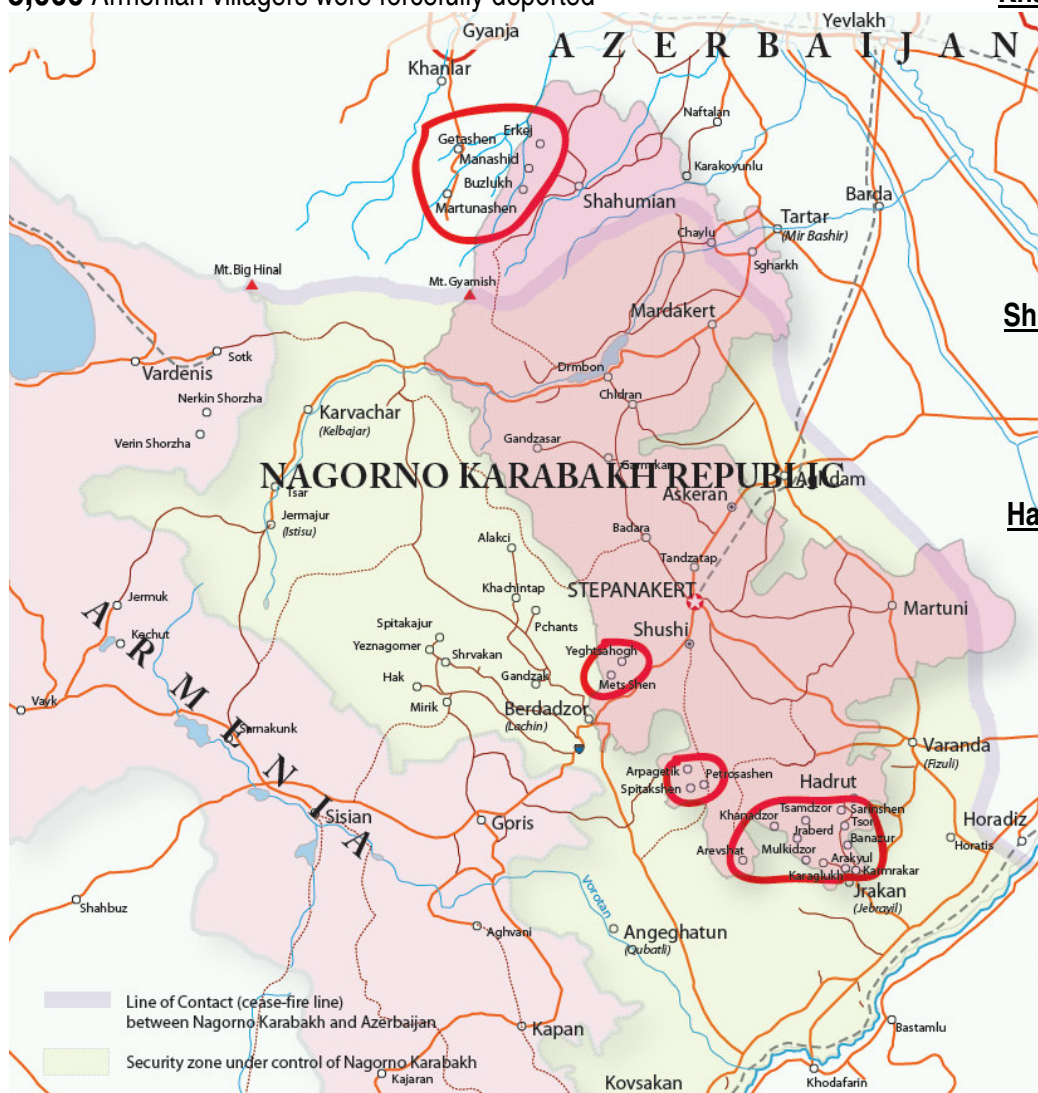 Armenian villagers were forcefully deported
Yevlakh
Gyanja
AZERBAIJAN
Khanlar
Naftalan
Erkej
Getashen
Manashid
Karakoyunlu
Buzlukh
Martunashen
Shahumian
Barda
Tartar
(Mir Bashir)
Chaylu
Sgharkh
Mt. Big Hinal
Mt. Gyamish
Sh
Mardakert
Sotk
Vardenis
Drmbon
Chldran
Nerkin Shorzha
Karvachar
(Kelbajar)
Verin Shorzha
Gandzasar
NAGORNO KARABAKH REPUBLIC
Aghdam
Tsar
Askeran
Ha
Jermajur
(Istisu)
Badara
Alakci
Tandzatap
Khachintap
STEPANAKERT
Jermuk
Martuni
Pchants
Spitakajur
Shushi
Kechut
Yeznagomer
Shrvakan
Yeghtsahogh
Hak
Gandzak
Mets Shen
Vayk
Mirik
Berdadzor
(Lachin)
ARMENIA
Varanda
(Fizuli)
Arpagetik
Petrosashen
Hadrut
Spitakshen
Tsamdzor
Sarinshen
Khanadzor
Tsor
Horadiz
Sisian
Goris
Jraberd
Banazur
Horatis
Arevshat
Mulkidzor
Arakyul
Karaglukh
Karmrakar
Jrakan
(Jebrayil)
Shahbuz
Vorotan
Aghvani
Angeghatun
(Qubatli)
Line of Contact (cease-fire line)
between Nagorno Karabakh and Azerbaijan
Kapan
Bastamlu
Security zone under control of Nagorno Karabakh
Kajaran
Kovsakan
Khodafarin